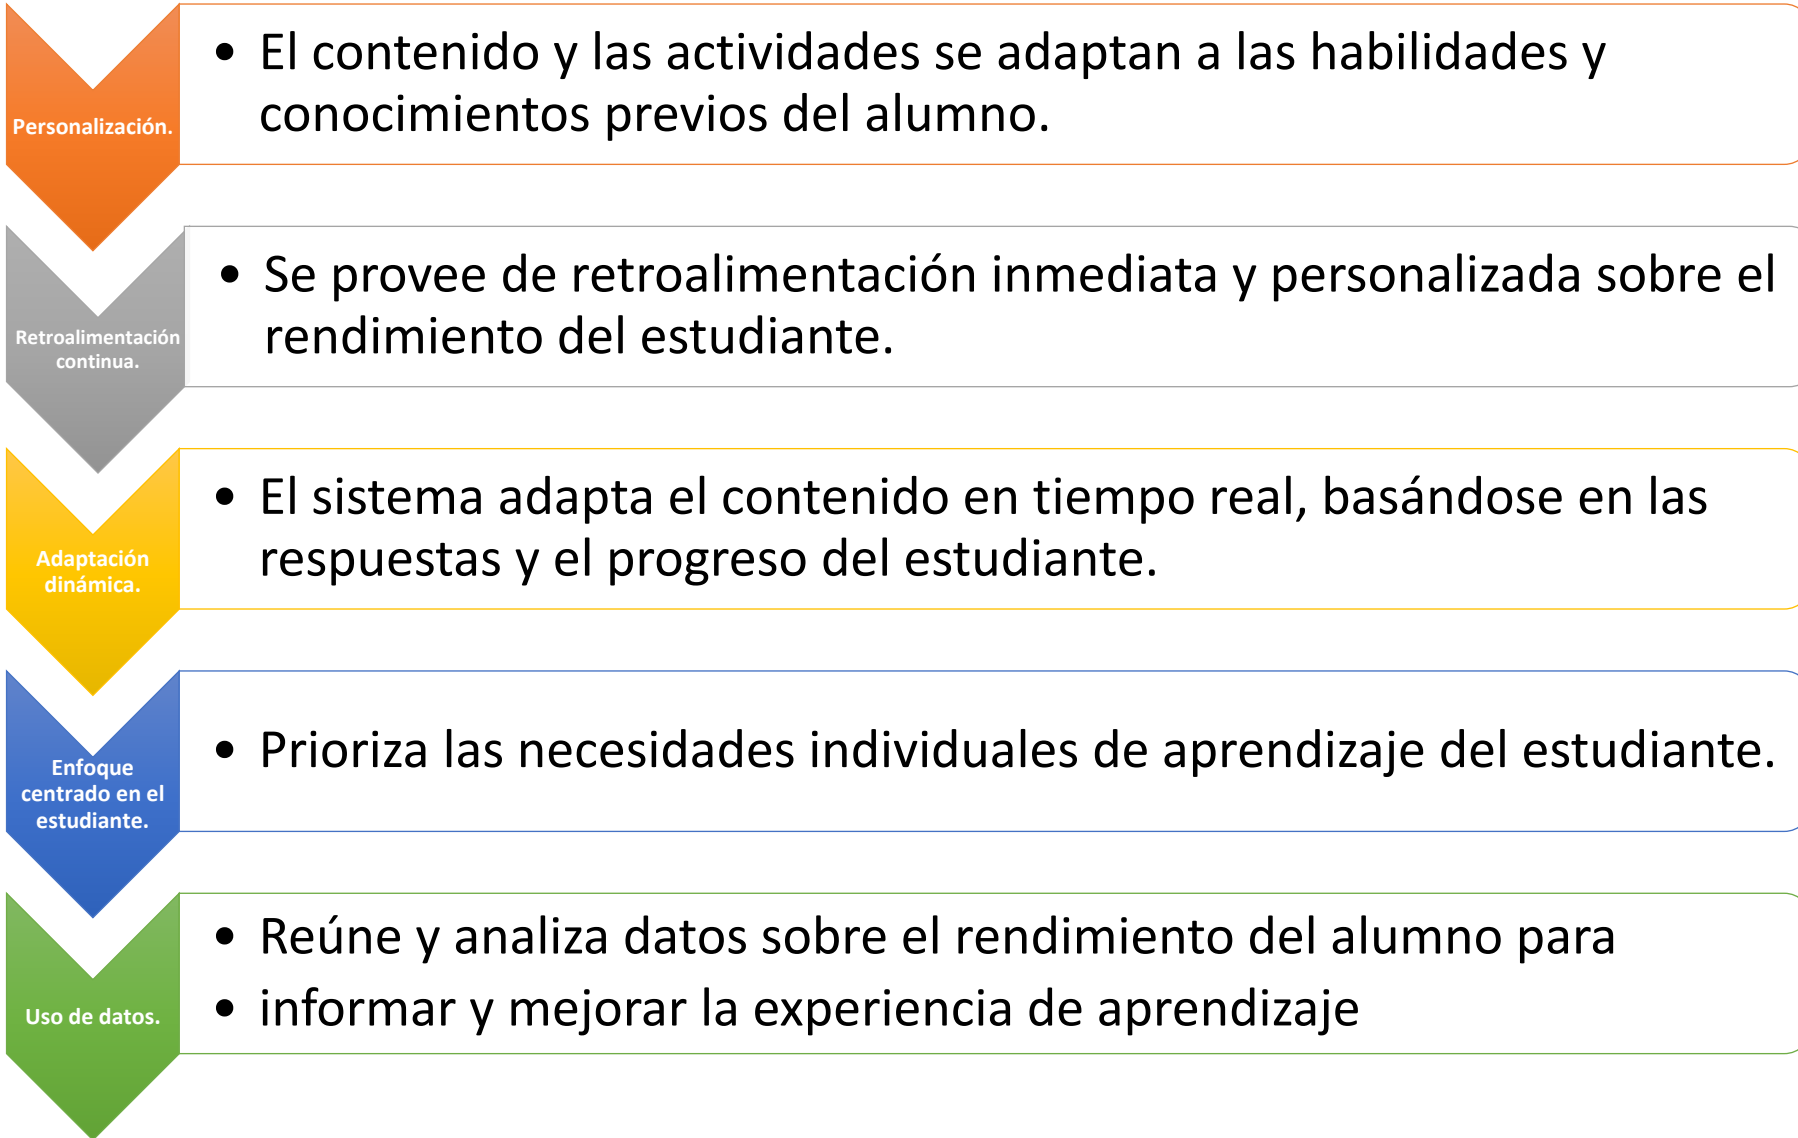 Personalización.
• El contenido y las actividades se adaptan a las habilidades y
conocimientos previos del alumno.
Retroalimentación
continua.
• Se provee de retroalimentación inmediata y personalizada sobre el
rendimiento del estudiante.
Adaptación
dinámica.
• El sistema adapta el contenido en tiempo real, basándose en las
respuestas y el progreso del estudiante.
Enfoque
centrado en el
estudiante.
• Prioriza las necesidades individuales de aprendizaje del estudiante.
Uso de datos.
• Reúne y analiza datos sobre el rendimiento del alumno para
• informar y mejorar la experiencia de aprendizaje